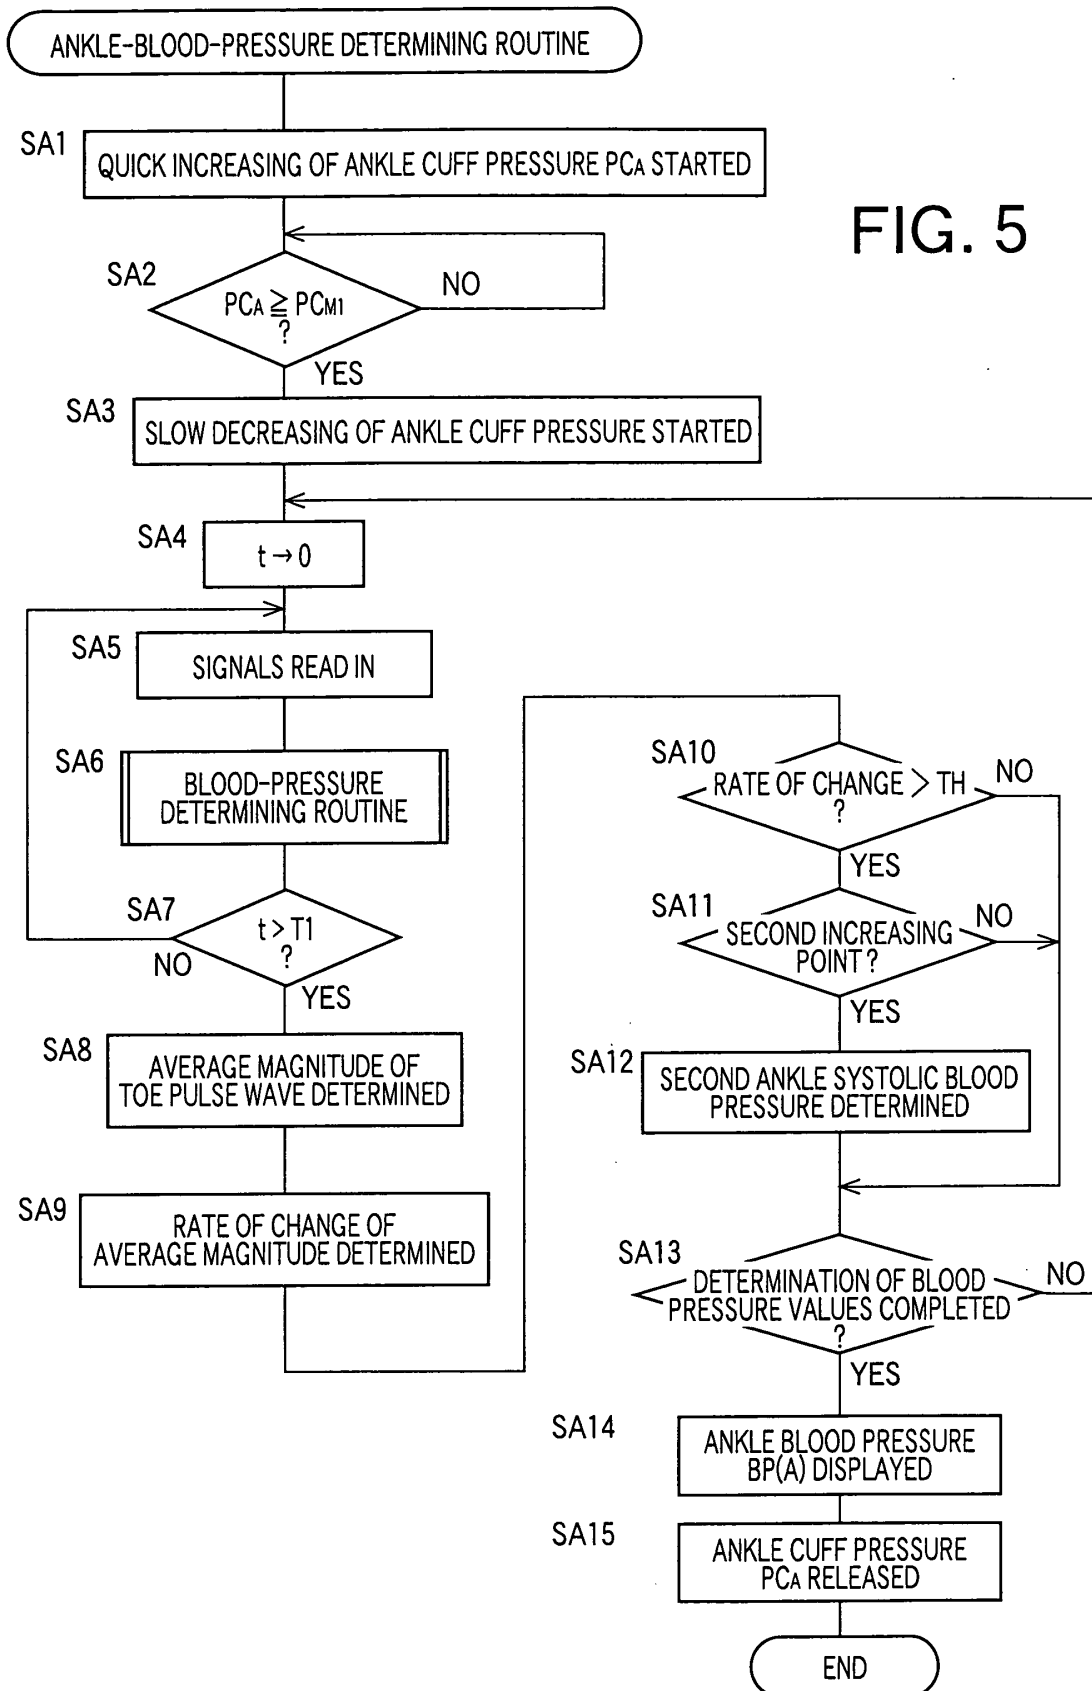 ANKLE-BLOOD-PRESSURE DETERMINING ROUTINE
SA1
QUICK INCREASING OF ANKLE CUFF PRESSURE PCA STARTED
FIG. 5
SA2
PCA ≧ PCM1
?
NO
YES
SA3
SLOW DECREASING OF ANKLE CUFF PRESSURE STARTED
SA4
t → 0
SA5
SIGNALS READ IN
SA6
BLOOD-PRESSURE
DETERMINING ROUTINE
SA7
t > T1
?
NO
YES
SA8
AVERAGE MAGNITUDE OF
TOE PULSE WAVE DETERMINED
SA9
RATE OF CHANGE OF
AVERAGE MAGNITUDE DETERMINED
SA10
RATE OF CHANGE > TH
?
NO
YES
SA11
SECOND INCREASING
POINT ?
NO
YES
SA12
SECOND ANKLE SYSTOLIC BLOOD
PRESSURE DETERMINED
SA13
DETERMINATION OF BLOOD
PRESSURE VALUES COMPLETED
?
NO
YES
SA14
ANKLE BLOOD PRESSURE
BP(A) DISPLAYED
SA15
ANKLE CUFF PRESSURE
PCA RELEASED
END